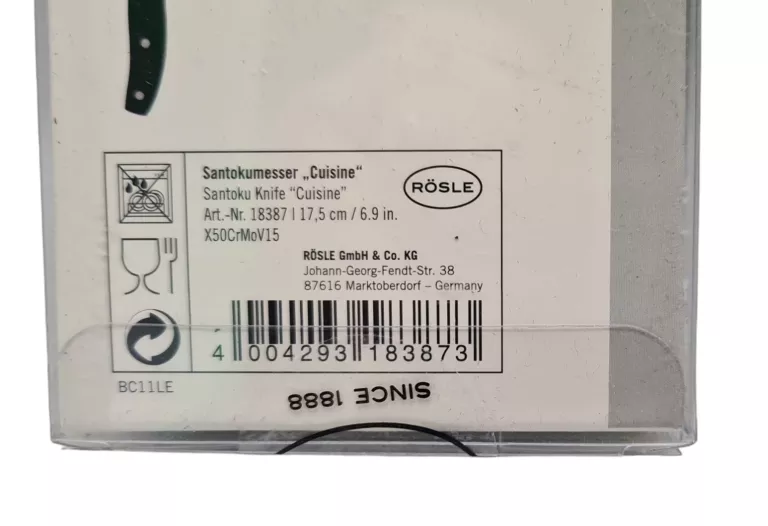 Santokumesser „Cuisine“
Santoku Knife “Cuisine”
Art.-Nr. 18387 | 17,5 cm / 6.9 in.
X50CrMoV15
RÖSLE
RÖSLE GmbH & Co. KG
Johann-Georg-Fendt-Str. 38
87616 Marktoberdorf – Germany
4 004293 183873
BC11LE
SINCE 1888